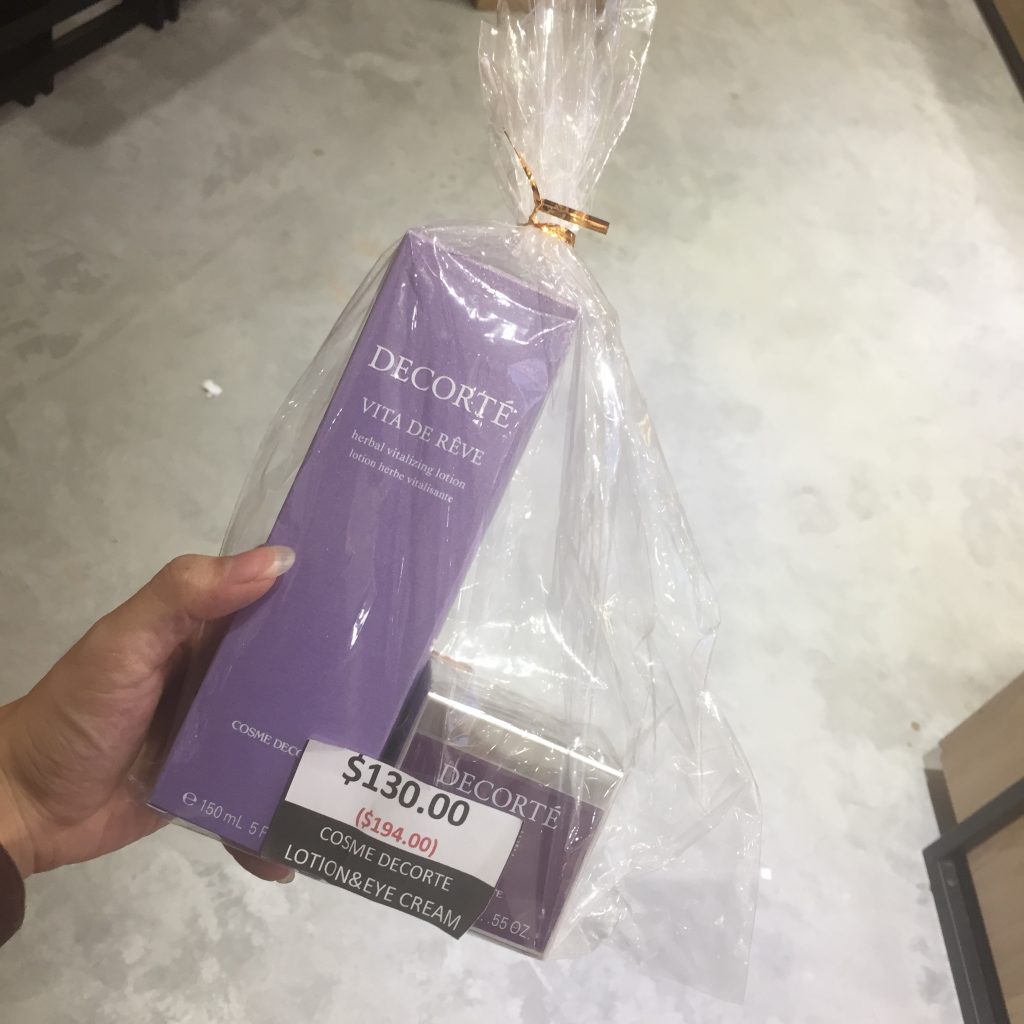 DECORTÉ
VITA DE RÊVE
herbal vitalizing lotion
lotion herbe vitalisante
COSME DECO
℮ 150 mL 5 F
DECORTÉ
.55 OZ.
$130.00
($194.00)
COSME DECORTE
LOTION&EYE CREAM